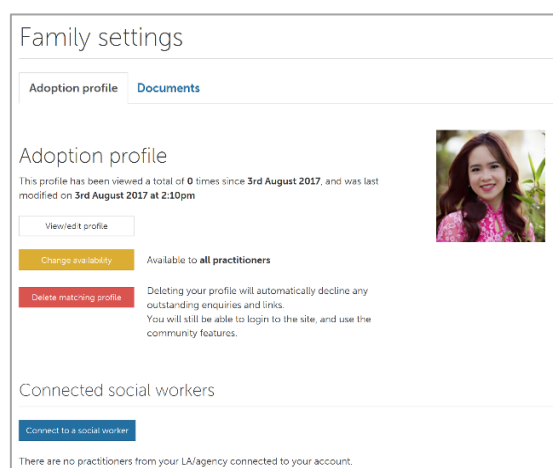 Family settings
Adoption profile
Documents
Adoption profile
This profile has been viewed a total of 0 times since 3rd August 2017, and was last
modified on 3rd August 2017 at 2:10pm
View/edit profile
Change availability
Available to all practitioners
Delete matching profile
Deleting your profile will automatically decline any
outstanding enquiries and links.
You will still be able to login to the site, and use the
community features.
Connected social workers
Connect to a social worker
There are no practitioners from your LA/agency connected to your account.